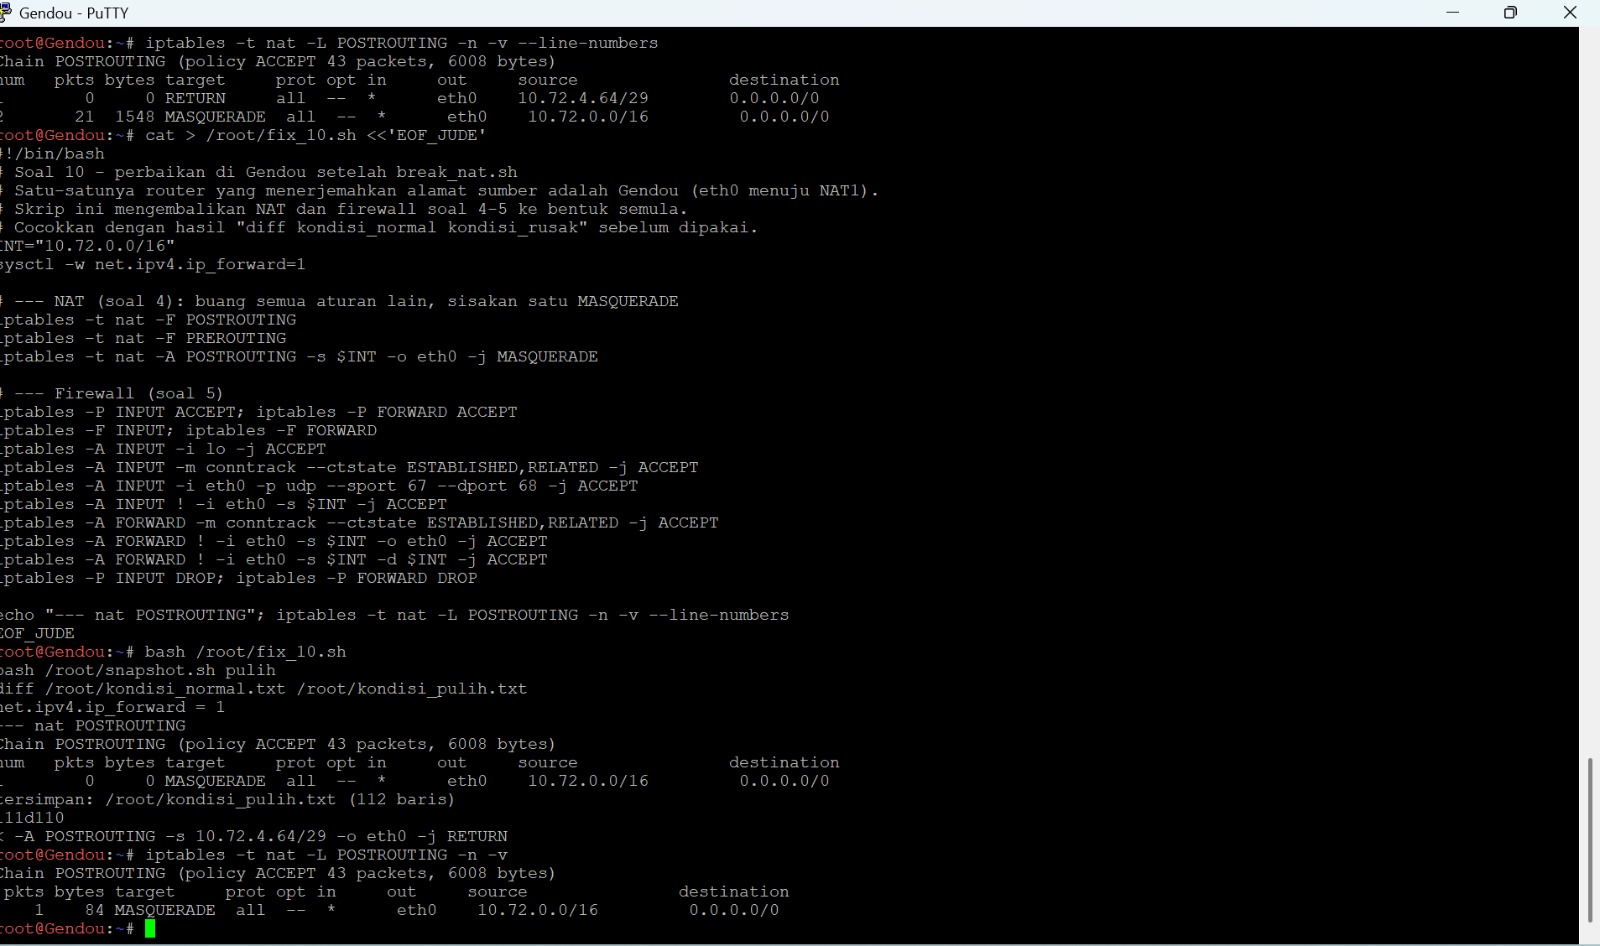 Gendou - PuTTY
root@Gendou:~# iptables -t nat -L POSTROUTING -n -v --line-numbers
Chain POSTROUTING (policy ACCEPT 43 packets, 6008 bytes)
num   pkts bytes target     prot opt in     out     source               destination
0     0 RETURN     all  --  *      eth0    10.72.4.64/29        0.0.0.0/0
2       21  1548 MASQUERADE  all  --  *      eth0    10.72.0.0/16         0.0.0.0/0
root@Gendou:~# cat > /root/fix_10.sh <<'EOF_JUDE'
#!/bin/bash
# Soal 10 - perbaikan di Gendou setelah break_nat.sh
# Satu-satunya router yang menerjemahkan alamat sumber adalah Gendou (eth0 menuju NAT1).
# Skrip ini mengembalikan NAT dan firewall soal 4-5 ke bentuk semula.
# Cocokkan dengan hasil "diff kondisi_normal kondisi_rusak" sebelum dipakai.
INT="10.72.0.0/16"
sysctl -w net.ipv4.ip_forward=1
# --- NAT (soal 4): buang semua aturan lain, sisakan satu MASQUERADE
iptables -t nat -F POSTROUTING
iptables -t nat -F PREROUTING
iptables -t nat -A POSTROUTING -s $INT -o eth0 -j MASQUERADE
# --- Firewall (soal 5)
iptables -P INPUT ACCEPT; iptables -P FORWARD ACCEPT
iptables -F INPUT; iptables -F FORWARD
iptables -A INPUT -i lo -j ACCEPT
iptables -A INPUT -m conntrack --ctstate ESTABLISHED,RELATED -j ACCEPT
iptables -A INPUT -i eth0 -p udp --sport 67 --dport 68 -j ACCEPT
iptables -A INPUT ! -i eth0 -s $INT -j ACCEPT
iptables -A FORWARD -m conntrack --ctstate ESTABLISHED,RELATED -j ACCEPT
iptables -A FORWARD ! -i eth0 -s $INT -o eth0 -j ACCEPT
iptables -A FORWARD ! -i eth0 -s $INT -d $INT -j ACCEPT
iptables -P INPUT DROP; iptables -P FORWARD DROP
echo "--- nat POSTROUTING"; iptables -t nat -L POSTROUTING -n -v --line-numbers
EOF_JUDE
root@Gendou:~# bash /root/fix_10.sh
bash /root/snapshot.sh pulih
diff /root/kondisi_normal.txt /root/kondisi_pulih.txt
net.ipv4.ip_forward = 1
--- nat POSTROUTING
Chain POSTROUTING (policy ACCEPT 43 packets, 6008 bytes)
num   pkts bytes target     prot opt in     out     source               destination
0     0 MASQUERADE  all  --  *      eth0    10.72.0.0/16         0.0.0.0/0
tersimpan: /root/kondisi_pulih.txt (112 baris)
111d110
< -A POSTROUTING -s 10.72.4.64/29 -o eth0 -j RETURN
root@Gendou:~# iptables -t nat -L POSTROUTING -n -v
Chain POSTROUTING (policy ACCEPT 43 packets, 6008 bytes)
pkts bytes target     prot opt in     out     source               destination
1    84 MASQUERADE  all  --  *      eth0    10.72.0.0/16         0.0.0.0/0
root@Gendou:~#